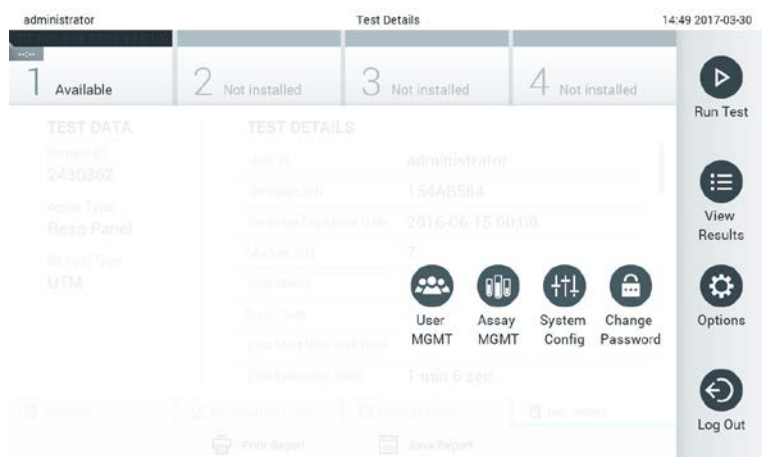 administrator Test Details 14:49 2017-03-30
--:--
1 Available 2 Not installed 3 Not installed 4 Not installed
Run Test
TEST DATA TEST DETAILS
Sample ID User ID administrator
2430362 154AB564
Assay Type 2016-06-15 00:00
Resp Panel
View
Results
Sample Type
UTM
User
MGMT
Assay
MGMT
System
Config
Change
Password
Options
1 min 6 sec
Print Report Save Report
Log Out